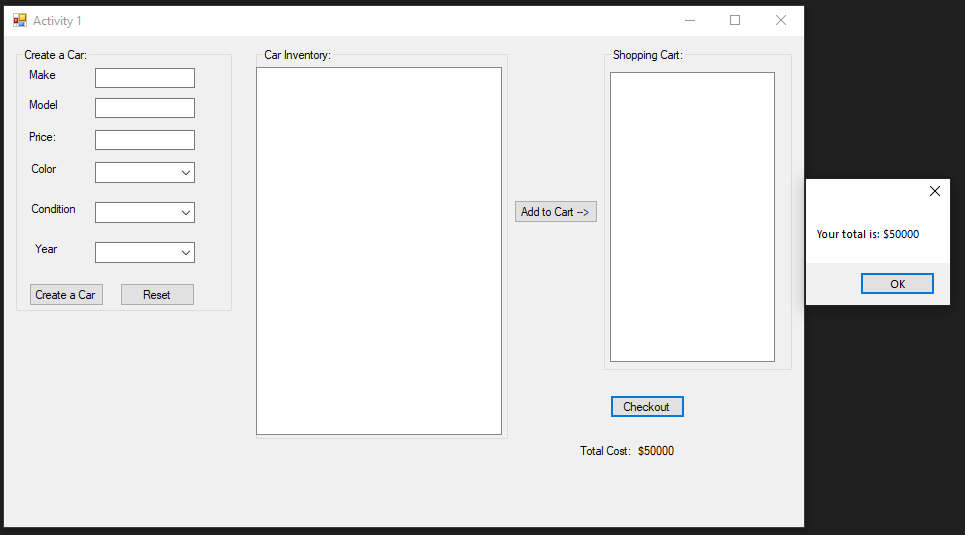 Activity 1
Create a Car:
Make
Model
Price:
Color
Condition
Year
Create a Car
Reset
Car Inventory:
Add to Cart -->
Shopping Cart:
Checkout
Total Cost: $50000
Your total is: $50000
OK